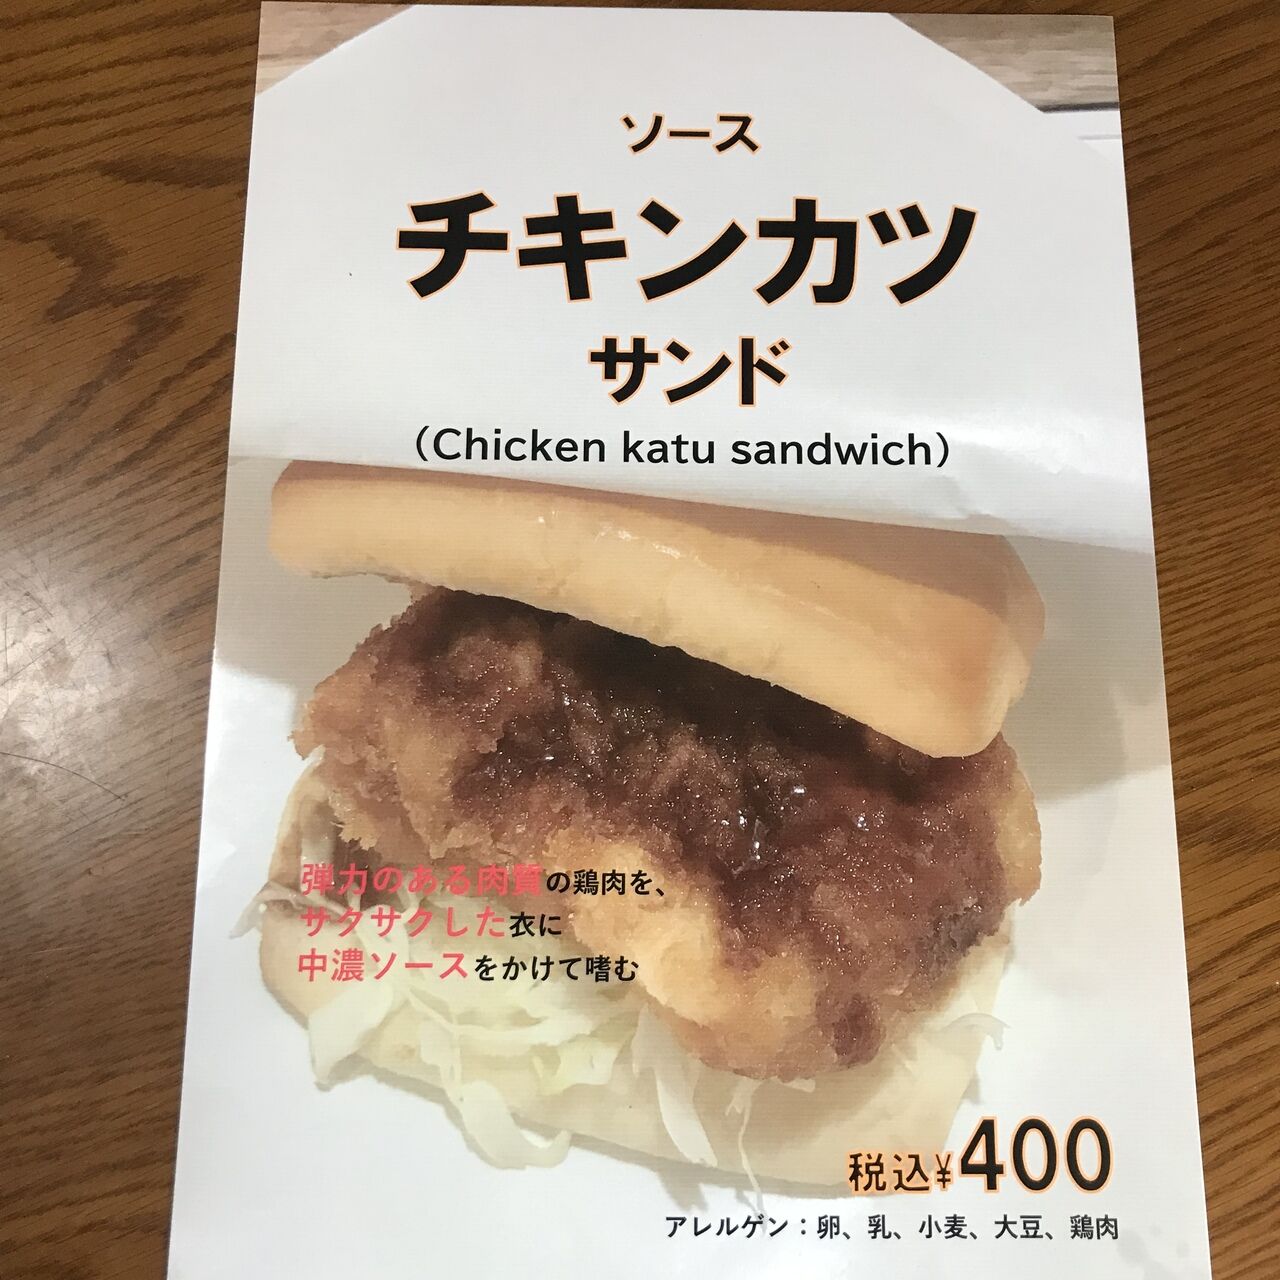 ソース
チキンカツ
サンド
（Chicken katu sandwich）
弾力のある肉質の鶏肉を、
サクサクした衣に
中濃ソースをかけて嗜む
税込¥400
アレルゲン：卵、乳、小麦、大豆、鶏肉